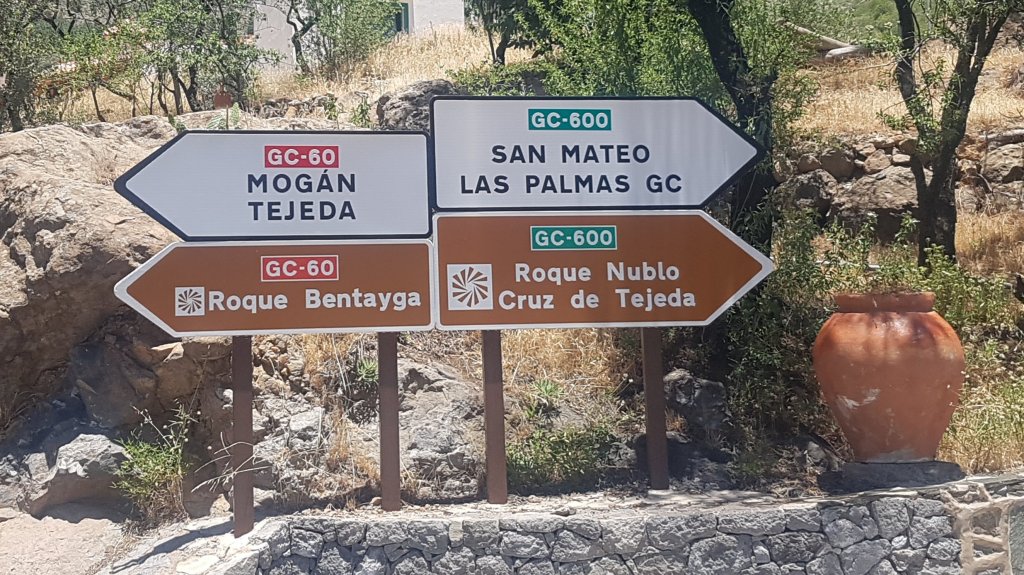 GC-60
MOGÁN
TEJEDA
GC-600
SAN MATEO
LAS PALMAS GC
GC-60
Roque Bentayga
GC-600
Roque Nublo
Cruz de Tejeda